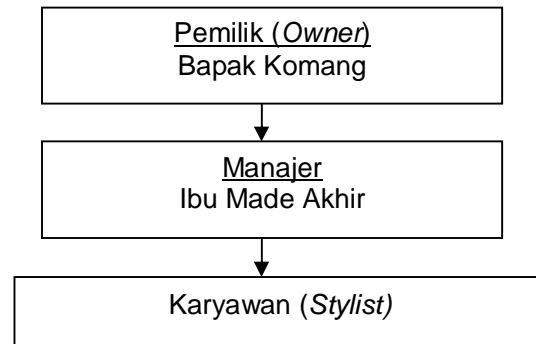 Pemilik (Owner)
Bapak Komang
Manajer
Ibu Made Akhir
Karyawan (Stylist)